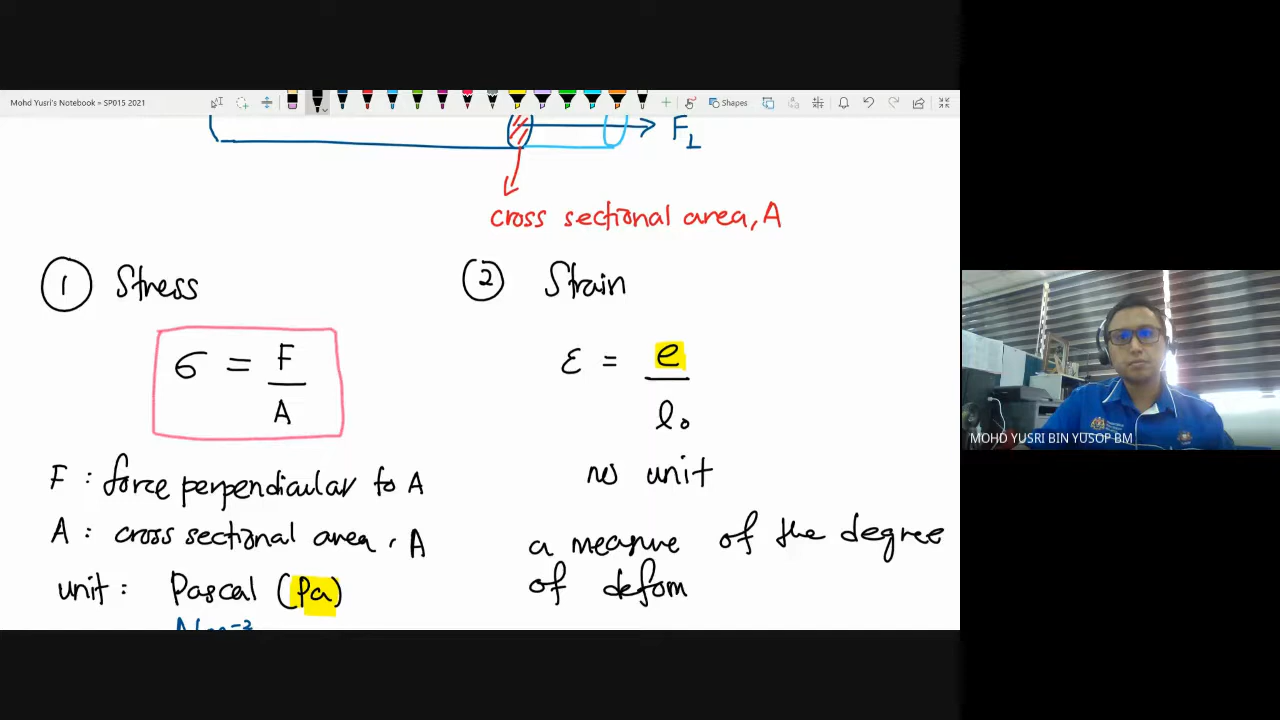 Mohd Yusri's Notebook » SP015 2021
Shapes
F⊥
cross sectional area, A
① Stress
σ = F/A
F : force perpendicular to A
A : cross sectional area, A
unit : Pascal (Pa)
② Strain
ε = e/l₀
no unit
a measure of the degree
of deform
MOHD YUSRI BIN YUSOP BM